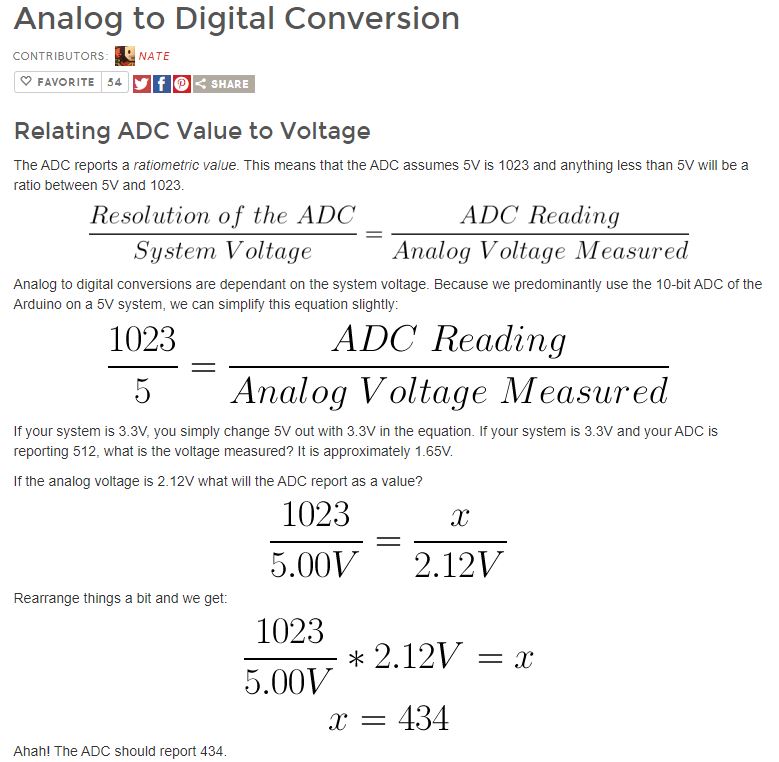 Analog to Digital Conversion
CONTRIBUTORS: NATE
FAVORITE 54 SHARE
Relating ADC Value to Voltage
The ADC reports a ratiometric value. This means that the ADC assumes 5V is 1023 and anything less than 5V will be a
ratio between 5V and 1023.
Resolution of the ADC / System Voltage = ADC Reading / Analog Voltage Measured
Analog to digital conversions are dependant on the system voltage. Because we predominantly use the 10-bit ADC of the
Arduino on a 5V system, we can simplify this equation slightly:
1023 / 5 = ADC Reading / Analog Voltage Measured
If your system is 3.3V, you simply change 5V out with 3.3V in the equation. If your system is 3.3V and your ADC is
reporting 512, what is the voltage measured? It is approximately 1.65V.
If the analog voltage is 2.12V what will the ADC report as a value?
1023 / 5.00V = x / 2.12V
Rearrange things a bit and we get:
1023 / 5.00V * 2.12V = x
x = 434
Ahah! The ADC should report 434.